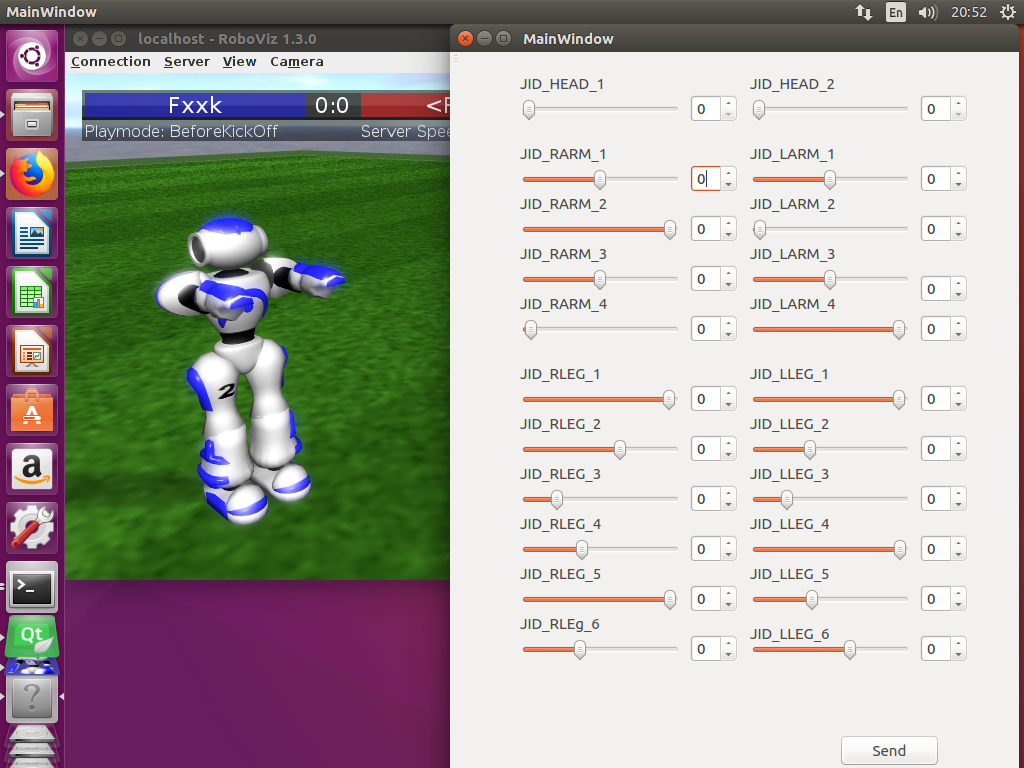 MainWindow
En
20:52
localhost - RoboViz 1.3.0
Connection Server View Camera
Fxxk 0:0 <F
Playmode: BeforeKickOff Server Spee
2
a
Qt
?
MainWindow
JID_HEAD_1 JID_HEAD_2
0 0
JID_RARM_1 JID_LARM_1
0 0
JID_RARM_2 JID_LARM_2
0 0
JID_RARM_3 JID_LARM_3
0 0
JID_RARM_4 JID_LARM_4
0 0
JID_RLEG_1 JID_LLEG_1
0 0
JID_RLEG_2 JID_LLEG_2
0 0
JID_RLEG_3 JID_LLEG_3
0 0
JID_RLEG_4 JID_LLEG_4
0 0
JID_RLEG_5 JID_LLEG_5
0 0
JID_RLEg_6 JID_LLEG_6
0 0
Send